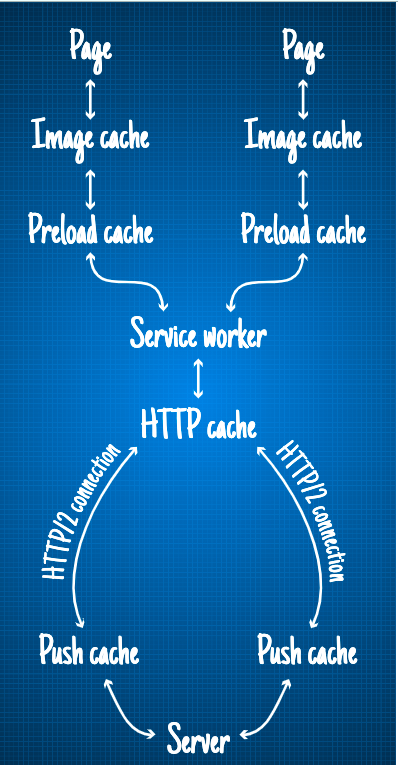 Page
Page
Image cache
Image cache
Preload cache
Preload cache
Service worker
HTTP cache
HTTP/2 connection
HTTP/2 connection
Push cache
Push cache
Server